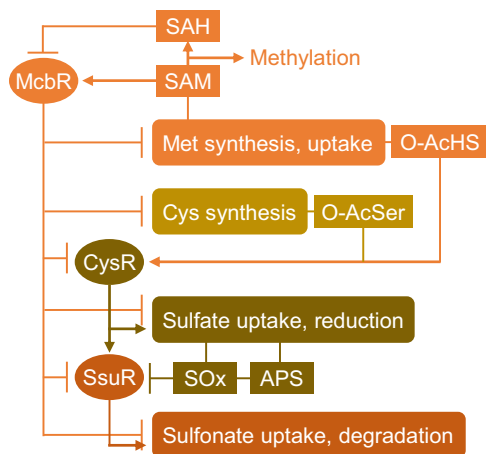 SAH
Methylation
McbR
SAM
Met synthesis, uptake
O-AcHS
Cys synthesis
O-AcSer
CysR
Sulfate uptake, reduction
SsuR
SOx
APS
Sulfonate uptake, degradation